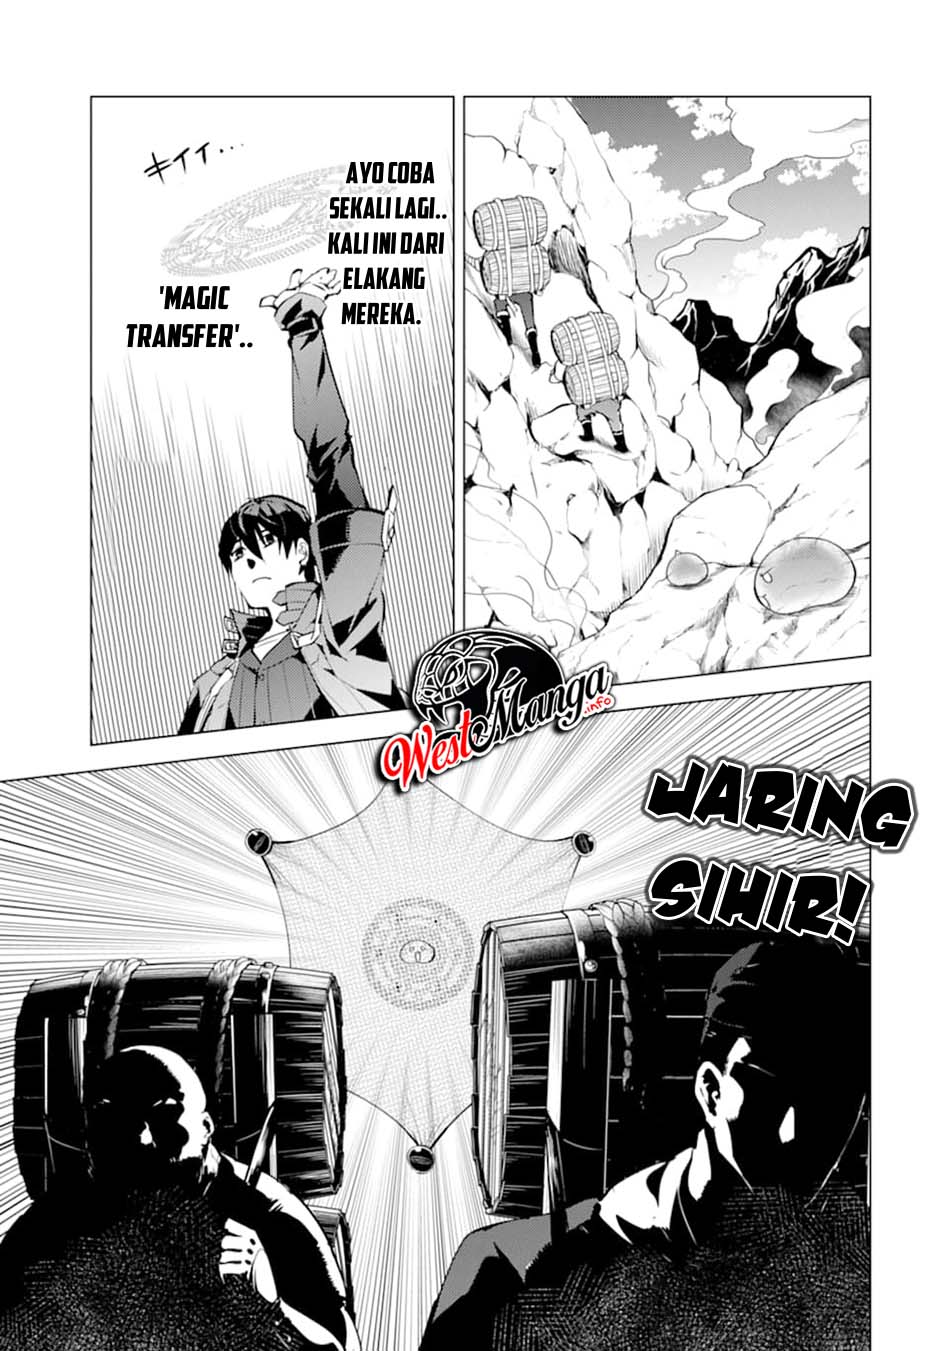 AYO COBA
SEKALI LAGI..
KALI INI DARI
ELAKANG
MEREKA.
キイイ...
'MAGIC
TRANSFER'..
WestManga
.info
JARING
SIHIR!